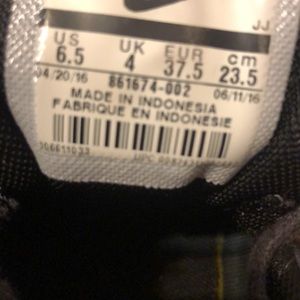 JJ
US UK EUR cm
6.5 4 37.5 23.5
04/20/16 861674-002 06/11/16
MADE IN INDONESIA
FABRIQUE EN INDONESIE
UPC